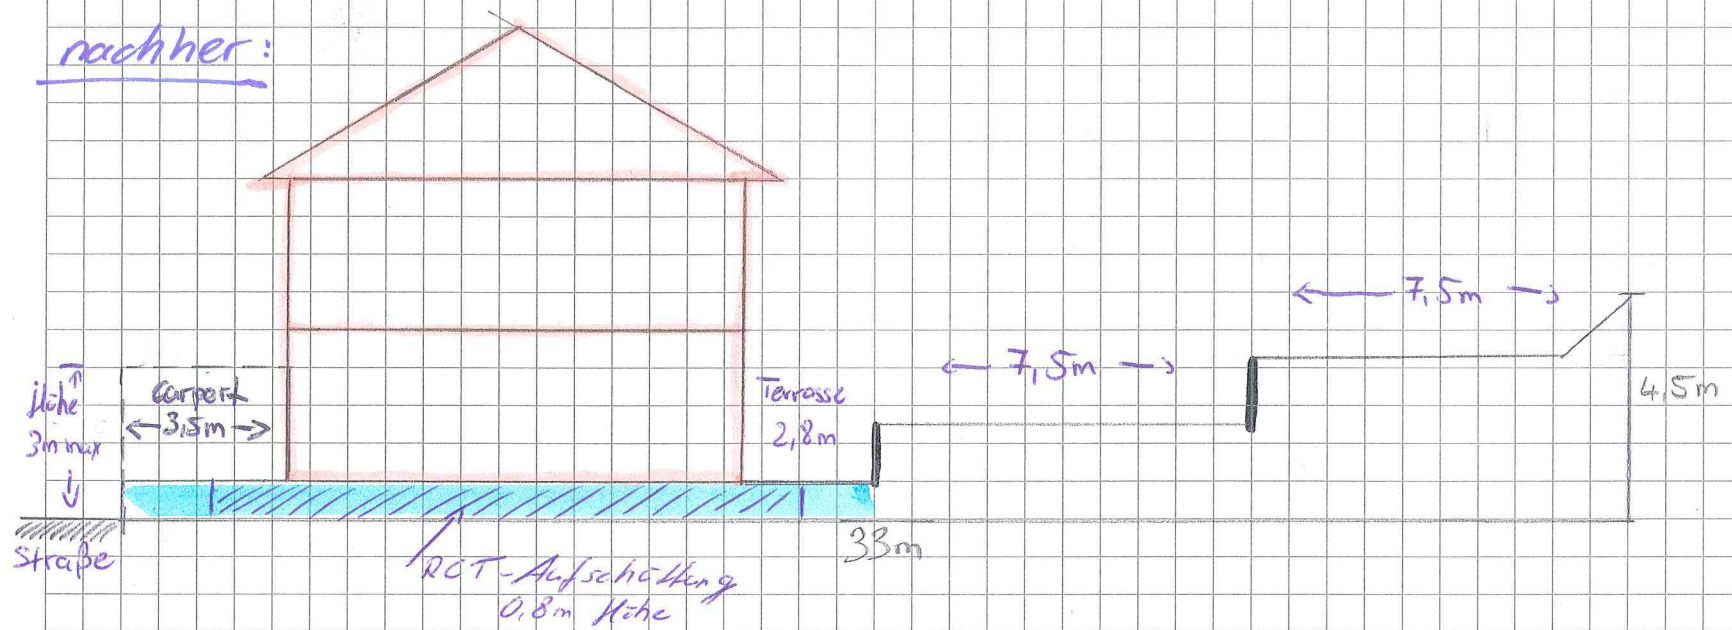 nachher:
7,5m
7,5m
4,5m
Höhe
3m max
Carport
3,5m
Terrasse
2,8m
33m
Straße
RCT-Aufschüttung
0,8m Höhe